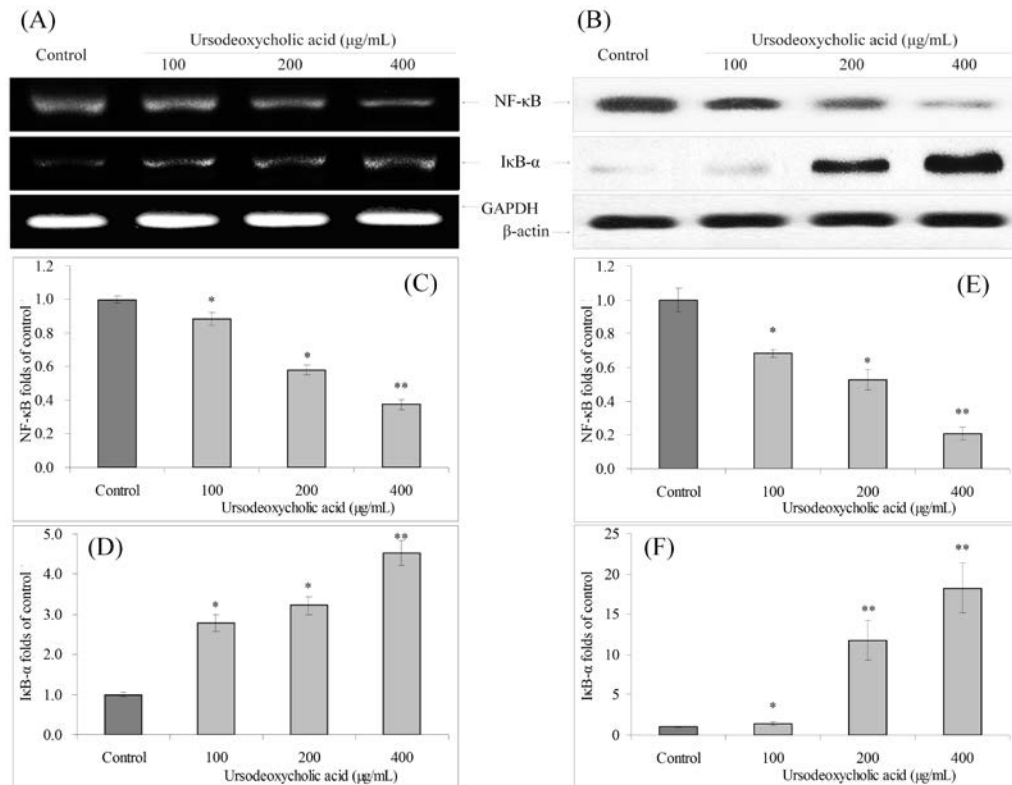 (A)
Ursodeoxycholic acid (μg/mL)
Control
100
200
400
(B)
Ursodeoxycholic acid (μg/mL)
Control
100
200
400
NF-κB
IκB-α
GAPDH
β-actin
(C)
NF-κB folds of control
1.2
1.0
0.8
0.6
0.4
0.2
0.0
*
*
**
Control
100
200
400
Ursodeoxycholic acid (μg/mL)
(E)
NF-κB folds of control
1.2
1.0
0.8
0.6
0.4
0.2
0.0
*
*
**
Control
100
200
400
Ursodeoxycholic acid (μg/mL)
(D)
IκB-α folds of control
5.0
4.0
3.0
2.0
1.0
0.0
*
*
**
Control
100
200
400
Ursodeoxycholic acid (μg/mL)
(F)
IκB-α folds of control
25
20
15
10
5
0
*
**
**
Control
100
200
400
Ursodeoxycholic acid (μg/mL)